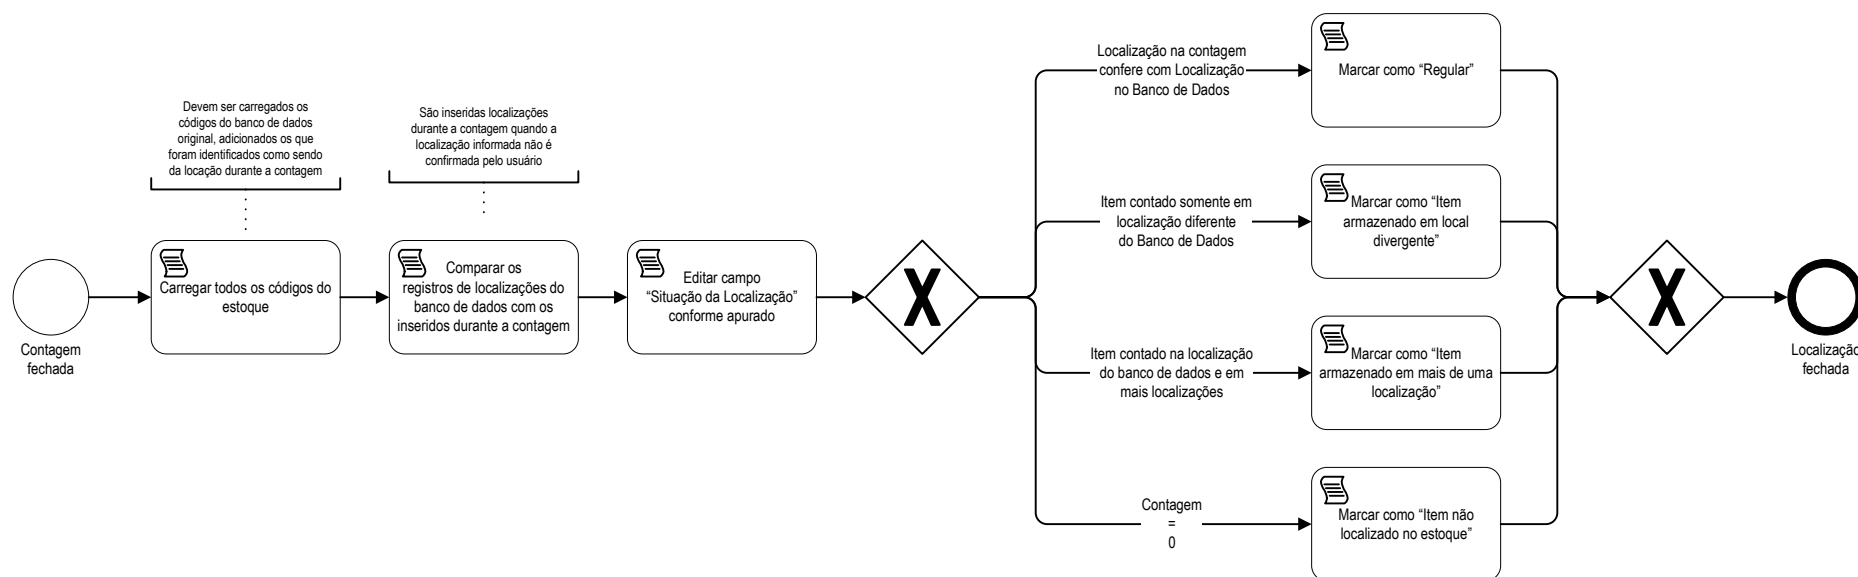 Devem ser carregados os
códigos do banco de dados
original, adicionados os que
foram identificados como sendo
da locação durante a contagem
São inseridas localizações
durante a contagem quando a
localização informada não é
confirmada pelo usuário
Contagem
fechada
Carregar todos os códigos do
estoque
Comparar os
registros de localizações do
banco de dados com os
inseridos durante a contagem
Editar campo
“Situação da Localização”
conforme apurado
Localização na contagem
confere com Localização
no Banco de Dados
Marcar como “Regular”
Item contado somente em
localização diferente
do Banco de Dados
Marcar como “Item
armazenado em local
divergente”
Item contado na localização
do banco de dados e em
mais localizações
Marcar como “Item
armazenado em mais de uma
localização”
Contagem
=
0
Marcar como “Item não
localizado no estoque”
Localização
fechada